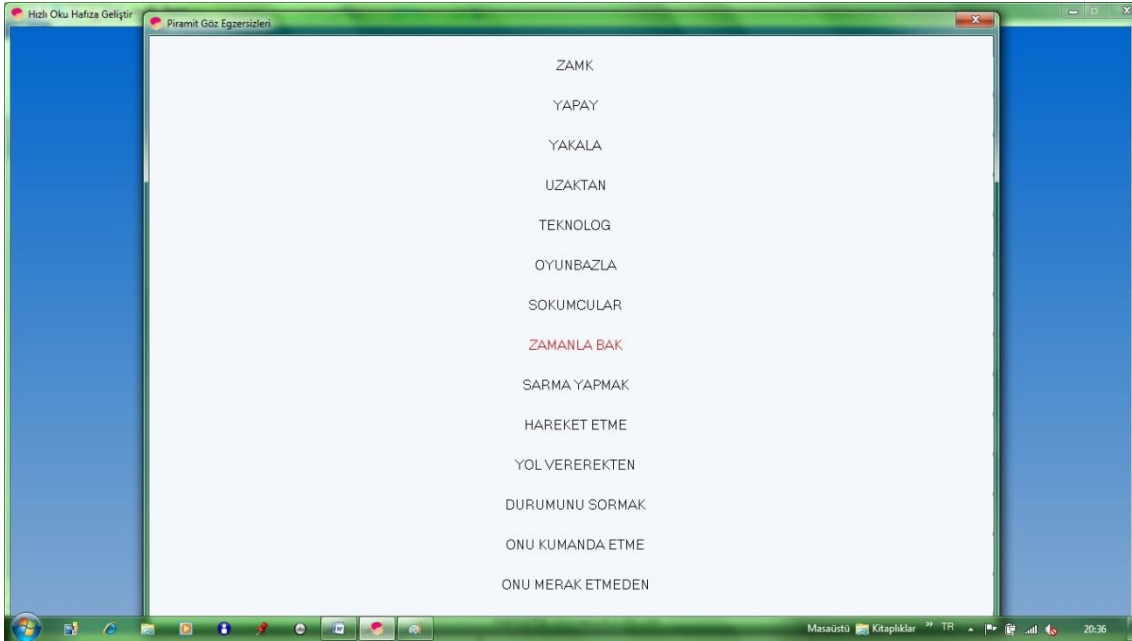 Hızlı Oku Hafıza Geliştir
Piramit Göz Egzersizleri
ZAMK
YAPAY
YAKALA
UZAKTAN
TEKNOLOG
OYUNBAZLA
SOKUMCULAR
ZAMANLA BAK
SARMA YAPMAK
HAREKET ETME
YOL VEREREKTEN
DURUMUNU SORMAK
ONU KUMANDA ETME
ONU MERAK ETMEDEN
Masaüstü Kitaplıklar » TR 20:36